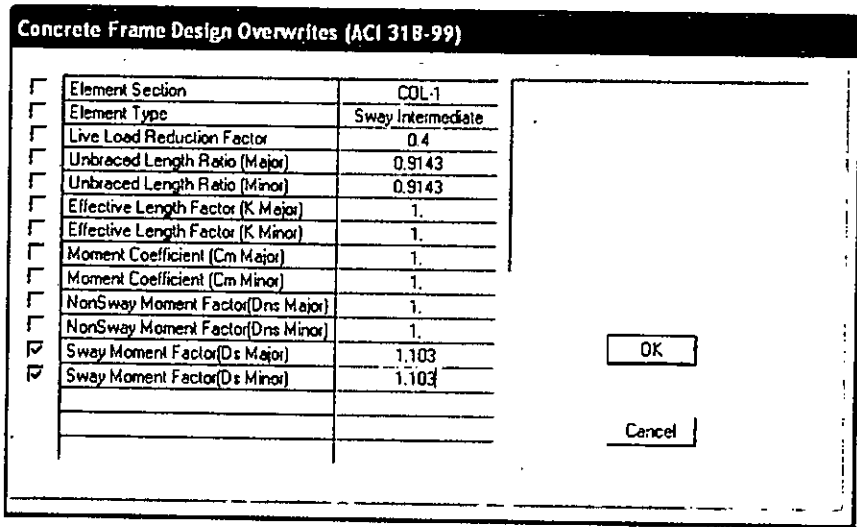 Concrete Frame Design Overwrites (ACI 318-99)
Element Section COL-1
Element Type Sway Intermediate
Live Load Reduction Factor 0.4
Unbraced Length Ratio (Major) 0.9143
Unbraced Length Ratio (Minor) 0.9143
Effective Length Factor (K Major) 1.
Effective Length Factor (K Minor) 1.
Moment Coefficient (Cm Major) 1.
Moment Coefficient (Cm Minor) 1.
NonSway Moment Factor(Dns Major) 1.
NonSway Moment Factor(Dns Minor) 1.
Sway Moment Factor(Ds Major) 1.103
Sway Moment Factor(Ds Minor) 1.103
OK
Cancel